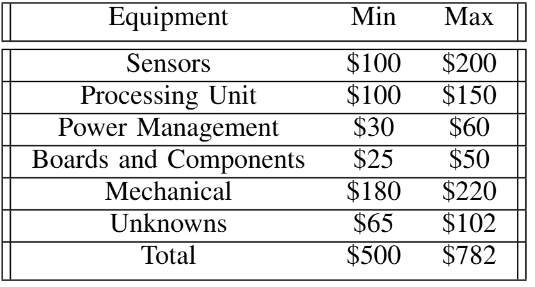 Equipment Min Max
Sensors $100 $200
Processing Unit $100 $150
Power Management $30 $60
Boards and Components $25 $50
Mechanical $180 $220
Unknowns $65 $102
Total $500 $782